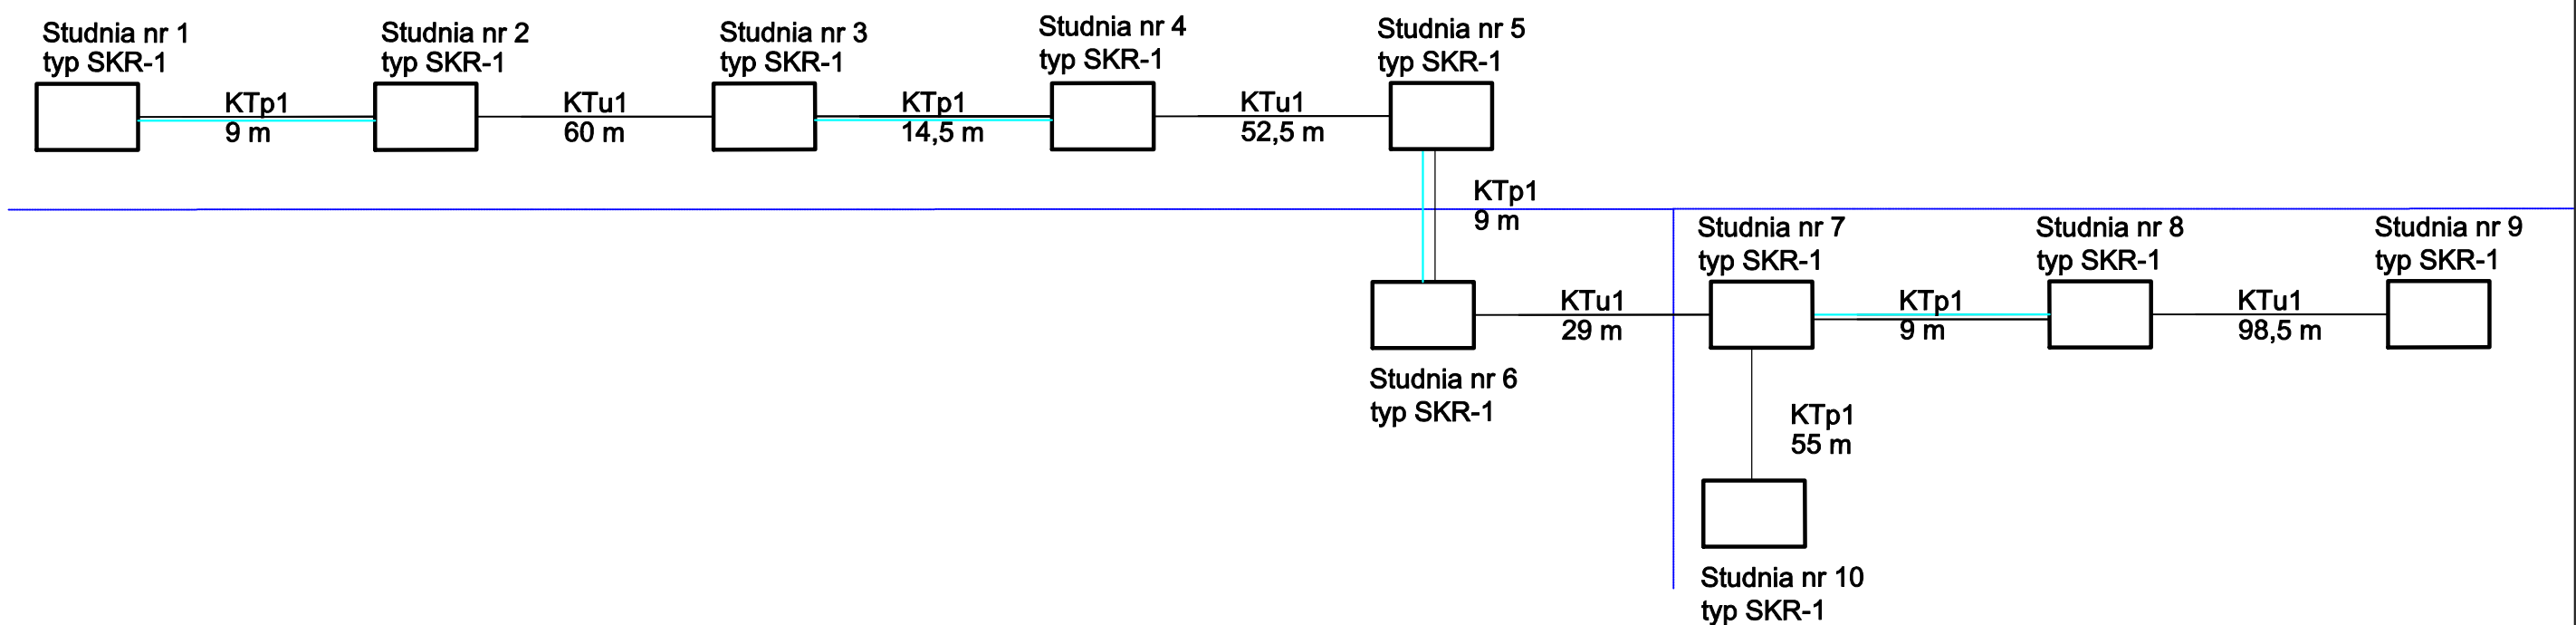 Studnia nr 1
typ SKR-1
Studnia nr 2
typ SKR-1
Studnia nr 3
typ SKR-1
Studnia nr 4
typ SKR-1
Studnia nr 5
typ SKR-1
KTp1
9 m
KTu1
60 m
KTp1
14,5 m
KTu1
52,5 m
KTp1
9 m
Studnia nr 7
typ SKR-1
Studnia nr 8
typ SKR-1
Studnia nr 9
typ SKR-1
KTu1
29 m
KTp1
9 m
KTu1
98,5 m
Studnia nr 6
typ SKR-1
KTp1
55 m
Studnia nr 10
typ SKR-1